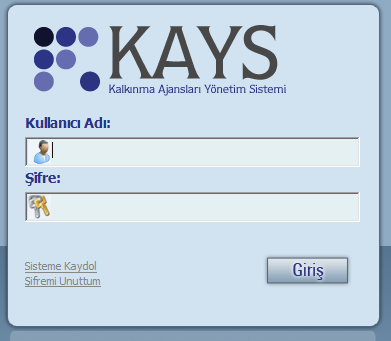 KAYS
Kalkınma Ajansları Yönetim Sistemi
Kullanıcı Adı:
Şifre:
Sisteme Kaydol
Şifremi Unuttum
Giriş